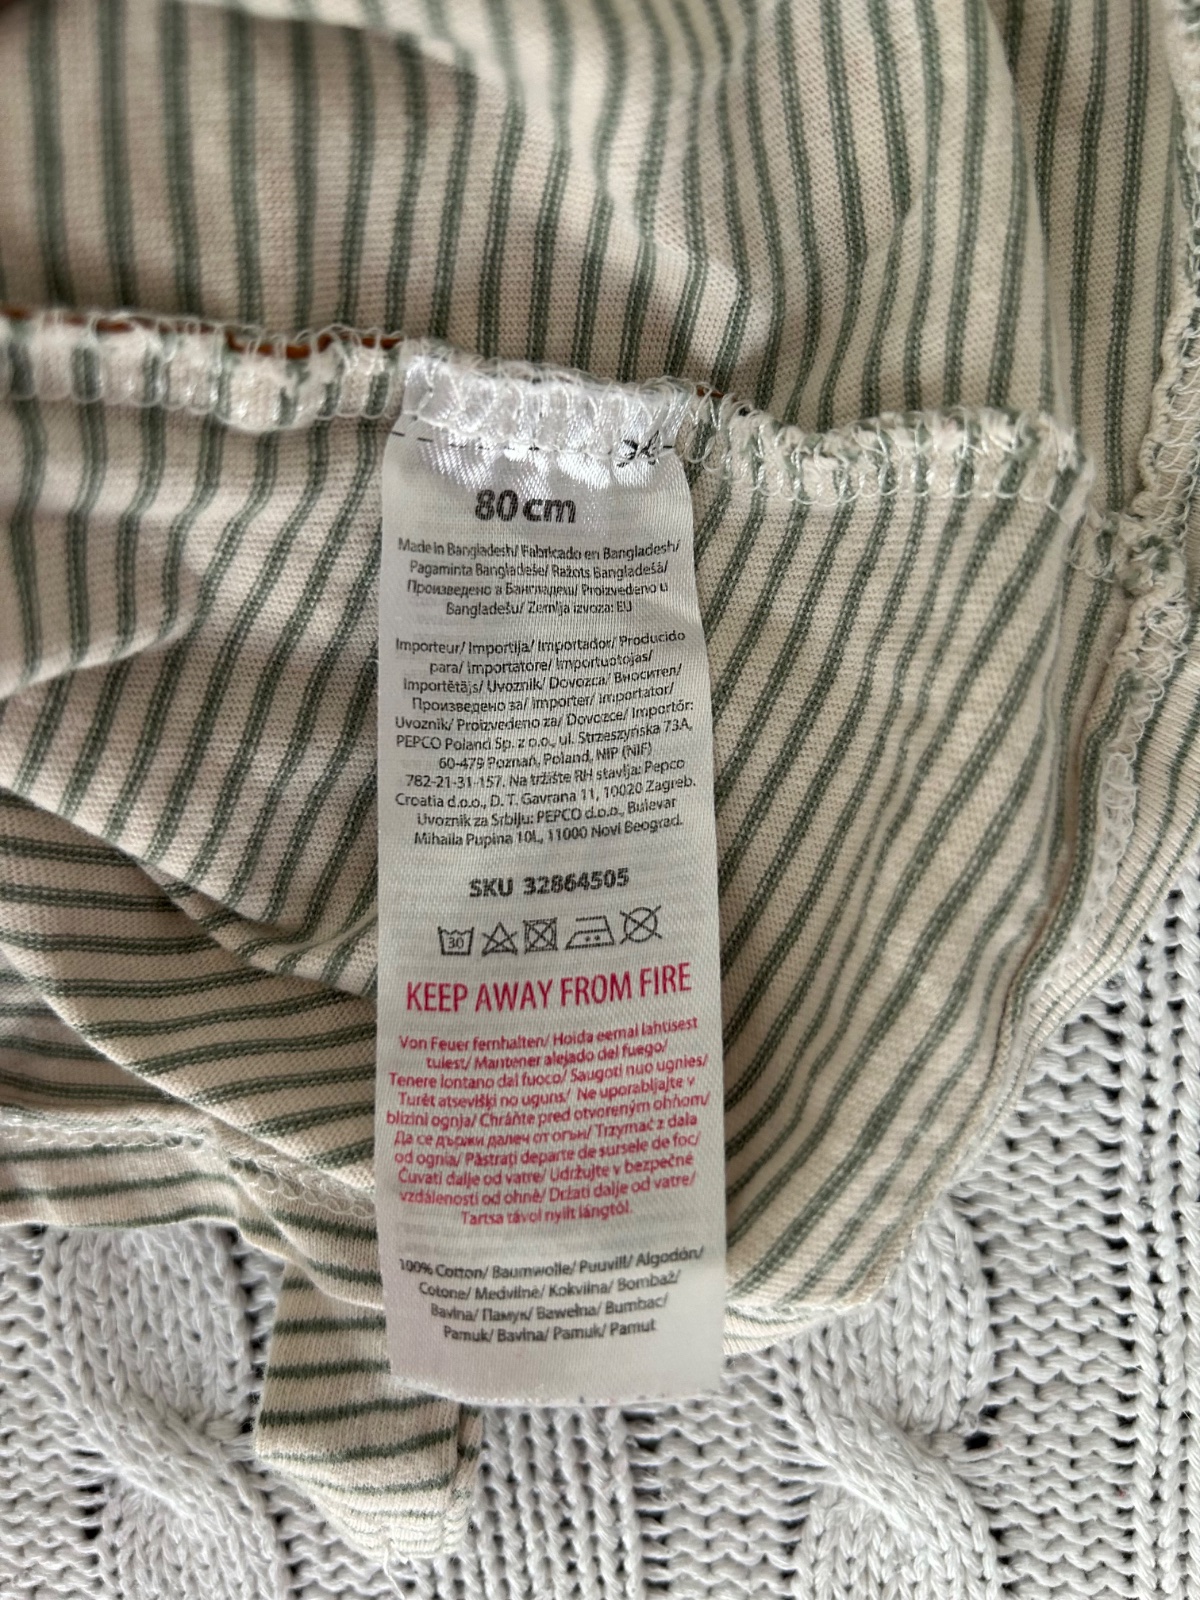 80 cm
Made in Bangladesh/ Fabricado en Bangladesh/
Pagaminta Bangladeše/ Ražots Bangladešā/
Произведено в Бангладеш/ Proizvedeno u
Bangladešu/ Zemlja izvoza: EU
Importeur/ Importija/ Importador/ Producido
para/ Importatore/ Importuotojas/
Importētājs/ Uvoznik/ Dovozca/ Вносител/
Произведено за/ Importer/ Importator/
Uvoznik/ Proizvedeno za/ Dovozce/ Importőr:
PEPCO Poland Sp. z o.o., ul. Strzeszyńska 73A,
60-479 Poznań, Poland, NIP (NIF)
782-21-31-157. Na tržište RH stavlja: Pepco
Croatia d.o.o., D. T. Gavrana 11, 10020 Zagreb.
Uvoznik za Srbiju: PEPCO d.o.o., Bulevar
Mihaila Pupina 10L, 11000 Novi Beograd.
SKU 32864505
30
KEEP AWAY FROM FIRE
Von Feuer fernhalten/ Hoida eemal lahtisest
tulest/ Mantener alejado del fuego/
Tenere lontano dal fuoco/ Saugoti nuo ugnies/
Turēt atsevišķi no uguns/ Ne uporabljajte v
bližini ognja/ Chráňte pred otvoreným ohňom/
Да се държи далеч от огън/ Trzymać z dala
od ognia/ Păstrați departe de sursele de foc/
Čuvati dalje od vatre/ Udržujte v bezpečné
vzdálenosti od ohně/ Držati dalje od vatre/
Tartsa távol nyílt lángtól.
100% Cotton/ Baumwolle/ Puuvill/ Algodón/
Cotone/ Medvilnė/ Kokvilna/ Bombaž/
Bavlna/ Памук/ Bawełna/ Bumbac/
Pamuk/ Bavlna/ Pamuk/ Pamut